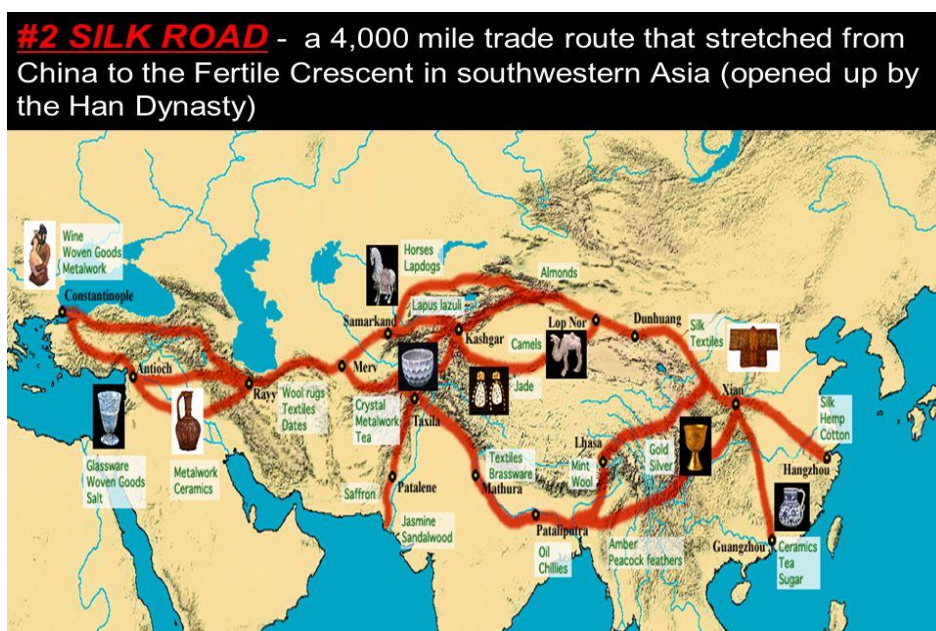 #2 SILK ROAD - a 4,000 mile trade route that stretched from
China to the Fertile Crescent in southwestern Asia (opened up by
the Han Dynasty)
Wine
Woven Goods
Metalwork
Constantinople
Horses
Lapdogs
Almonds
Lapus lazuli
Samarkand
Kashgar
Lop Nor
Dunhuang
Silk
Textiles
Camels
Antioch
Rayy
Merv
Wool rugs
Textiles
Dates
Jade
Xian
Crystal
Metalwork
Tea
Taxila
Silk
Hemp
Cotton
Hangzhou
Glassware
Woven Goods
Salt
Metalwork
Ceramics
Saffron
Patalene
Textiles
Brassware
Mathura
Lhasa
Mint
Wool
Gold
Silver
Jasmine
Sandalwood
Pataliputra
Oil
Chillies
Amber
Peacock feathers
Guangzhou
Ceramics
Tea
Sugar